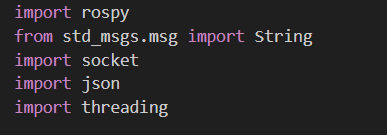 import rospy
from std_msgs.msg import String
import socket
import json
import threading